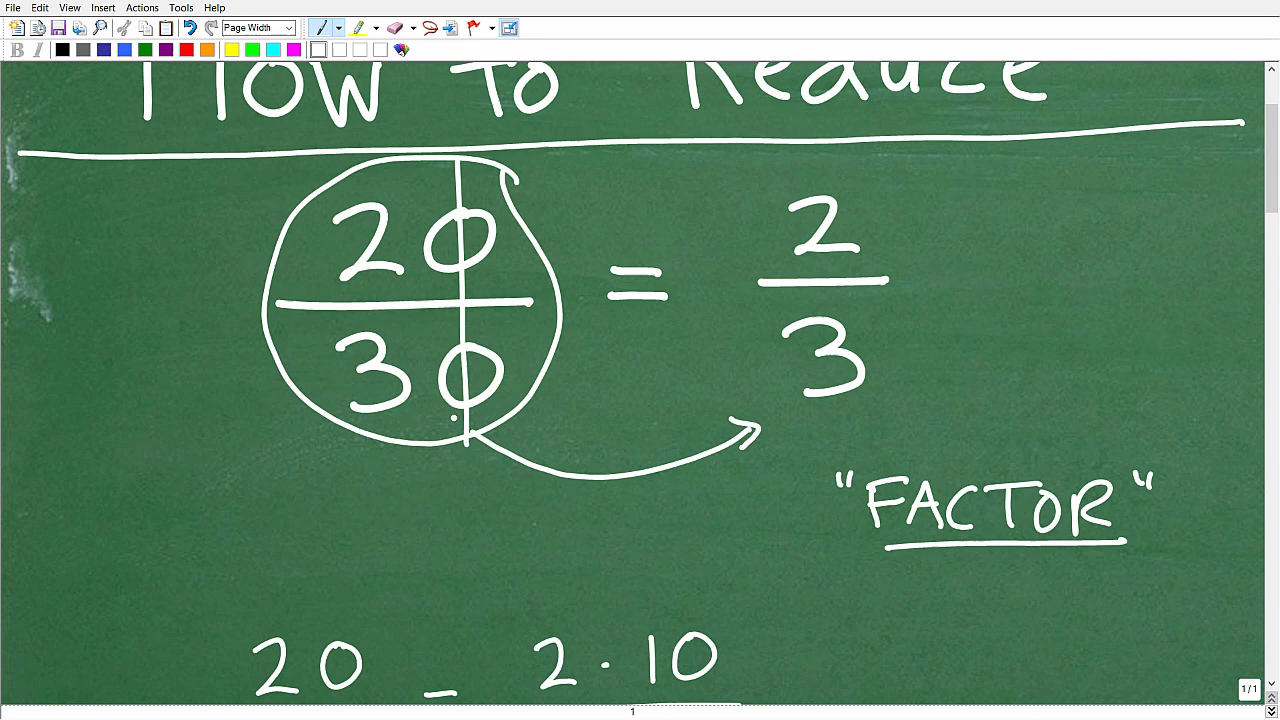 File Edit View Insert Actions Tools Help
Page Width
B I
How to Reduce
20 = 2
30 3
"FACTOR"
20 = 2 · 10
1/1
1